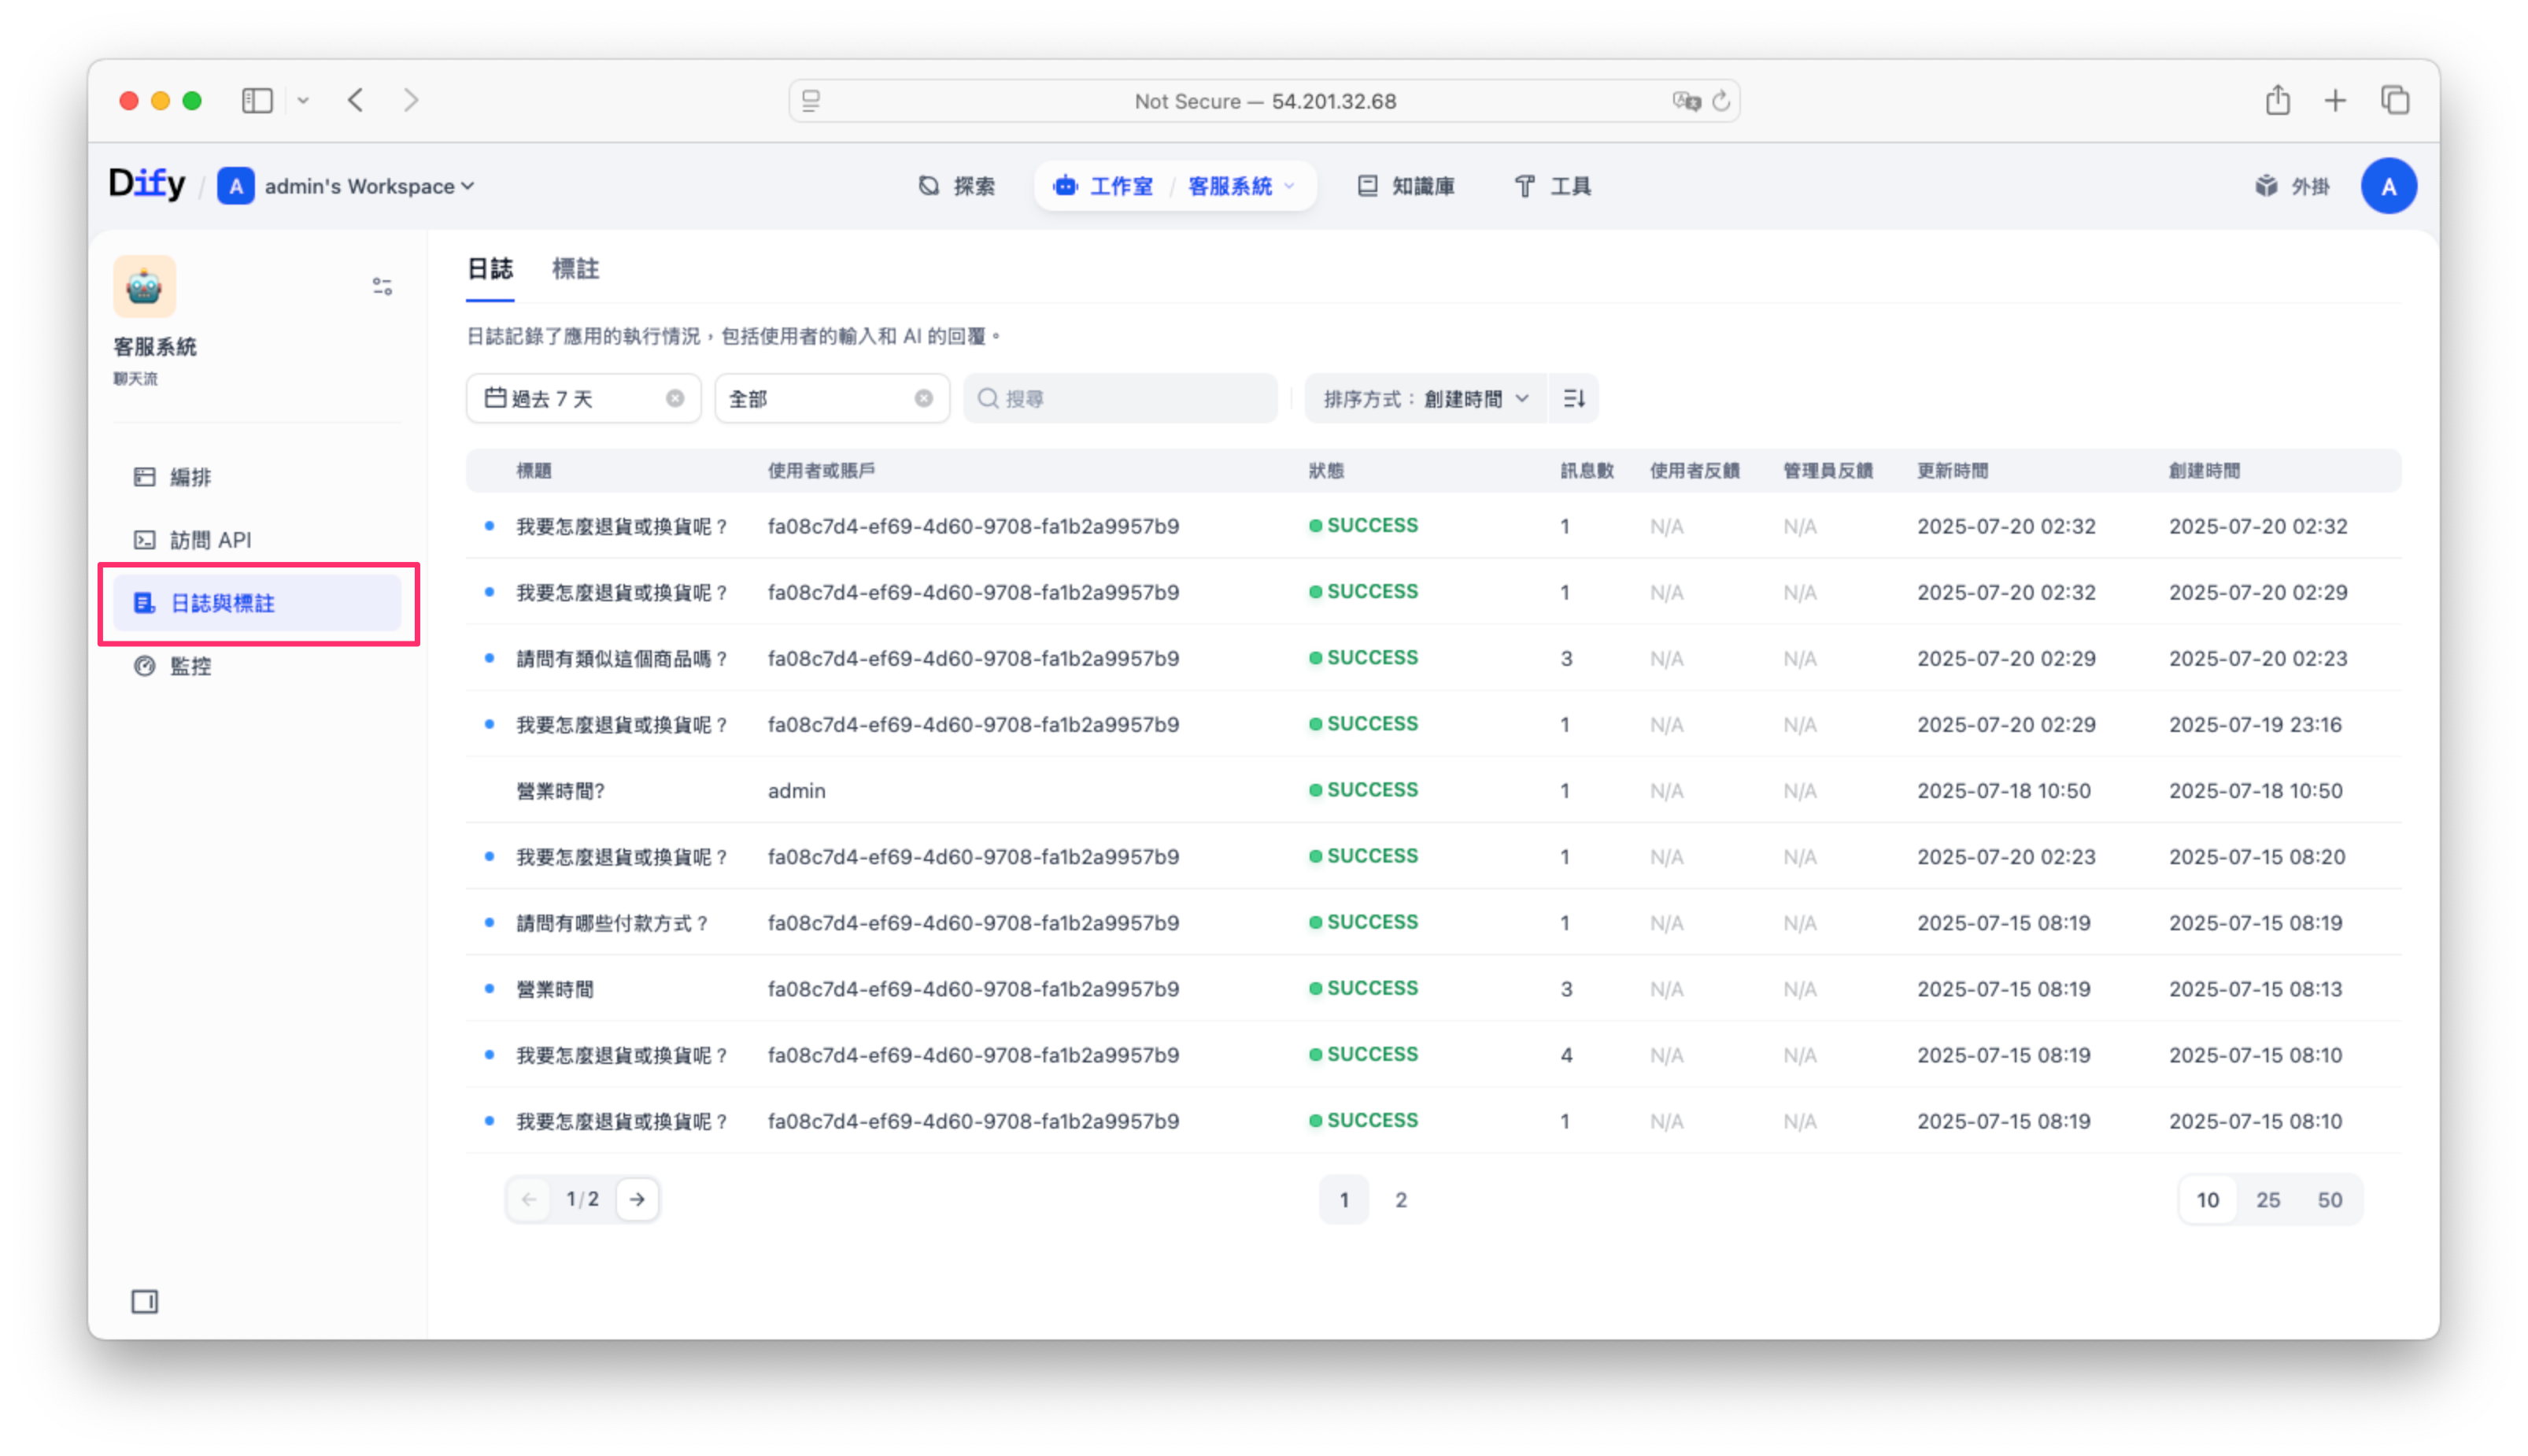 Not Secure — 54.201.32.68
Dify / A admin's Workspace
探索
工作室 / 客服系統
知識庫
工具
外掛
A
客服系統
聊天流
編排
訪問 API
日誌與標註
監控
日誌 標註
日誌記錄了應用的執行情況，包括使用者的輸入和 AI 的回覆。
過去 7 天 全部 搜尋 排序方式：創建時間
標題 使用者或賬戶 狀態 訊息數 使用者反饋 管理員反饋 更新時間 創建時間
我要怎麼退貨或換貨呢？ fa08c7d4-ef69-4d60-9708-fa1b2a9957b9 SUCCESS 1 N/A N/A 2025-07-20 02:32 2025-07-20 02:32
我要怎麼退貨或換貨呢？ fa08c7d4-ef69-4d60-9708-fa1b2a9957b9 SUCCESS 1 N/A N/A 2025-07-20 02:32 2025-07-20 02:29
請問有類似這個商品嗎？ fa08c7d4-ef69-4d60-9708-fa1b2a9957b9 SUCCESS 3 N/A N/A 2025-07-20 02:29 2025-07-20 02:23
我要怎麼退貨或換貨呢？ fa08c7d4-ef69-4d60-9708-fa1b2a9957b9 SUCCESS 1 N/A N/A 2025-07-20 02:29 2025-07-19 23:16
營業時間? admin SUCCESS 1 N/A N/A 2025-07-18 10:50 2025-07-18 10:50
我要怎麼退貨或換貨呢？ fa08c7d4-ef69-4d60-9708-fa1b2a9957b9 SUCCESS 1 N/A N/A 2025-07-20 02:23 2025-07-15 08:20
請問有哪些付款方式？ fa08c7d4-ef69-4d60-9708-fa1b2a9957b9 SUCCESS 1 N/A N/A 2025-07-15 08:19 2025-07-15 08:19
營業時間 fa08c7d4-ef69-4d60-9708-fa1b2a9957b9 SUCCESS 3 N/A N/A 2025-07-15 08:19 2025-07-15 08:13
我要怎麼退貨或換貨呢？ fa08c7d4-ef69-4d60-9708-fa1b2a9957b9 SUCCESS 4 N/A N/A 2025-07-15 08:19 2025-07-15 08:10
我要怎麼退貨或換貨呢？ fa08c7d4-ef69-4d60-9708-fa1b2a9957b9 SUCCESS 1 N/A N/A 2025-07-15 08:19 2025-07-15 08:10
1/2 1 2 10 25 50